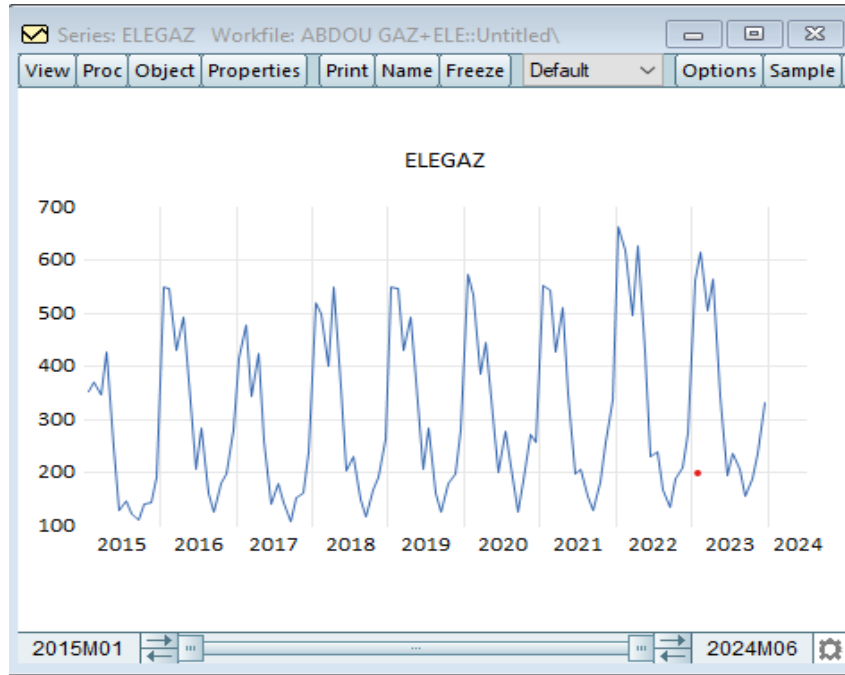 Series: ELEGAZ Workfile: ABDOU GAZ+ELE::Untitled\
View Proc Object Properties Print Name Freeze Default Options Sample
ELEGAZ
700
600
500
400
300
200
100
2015 2016 2017 2018 2019 2020 2021 2022 2023 2024
2015M01 ... 2024M06